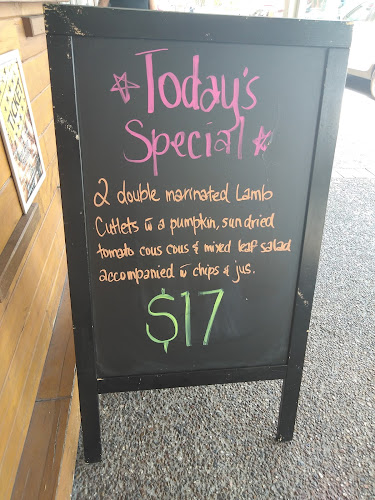 Today's
Special
2 double marinated Lamb
Cutlets w a pumpkin, sundried
tomato cous cous & mixed leaf salad
accompanied w chips & jus.
$17